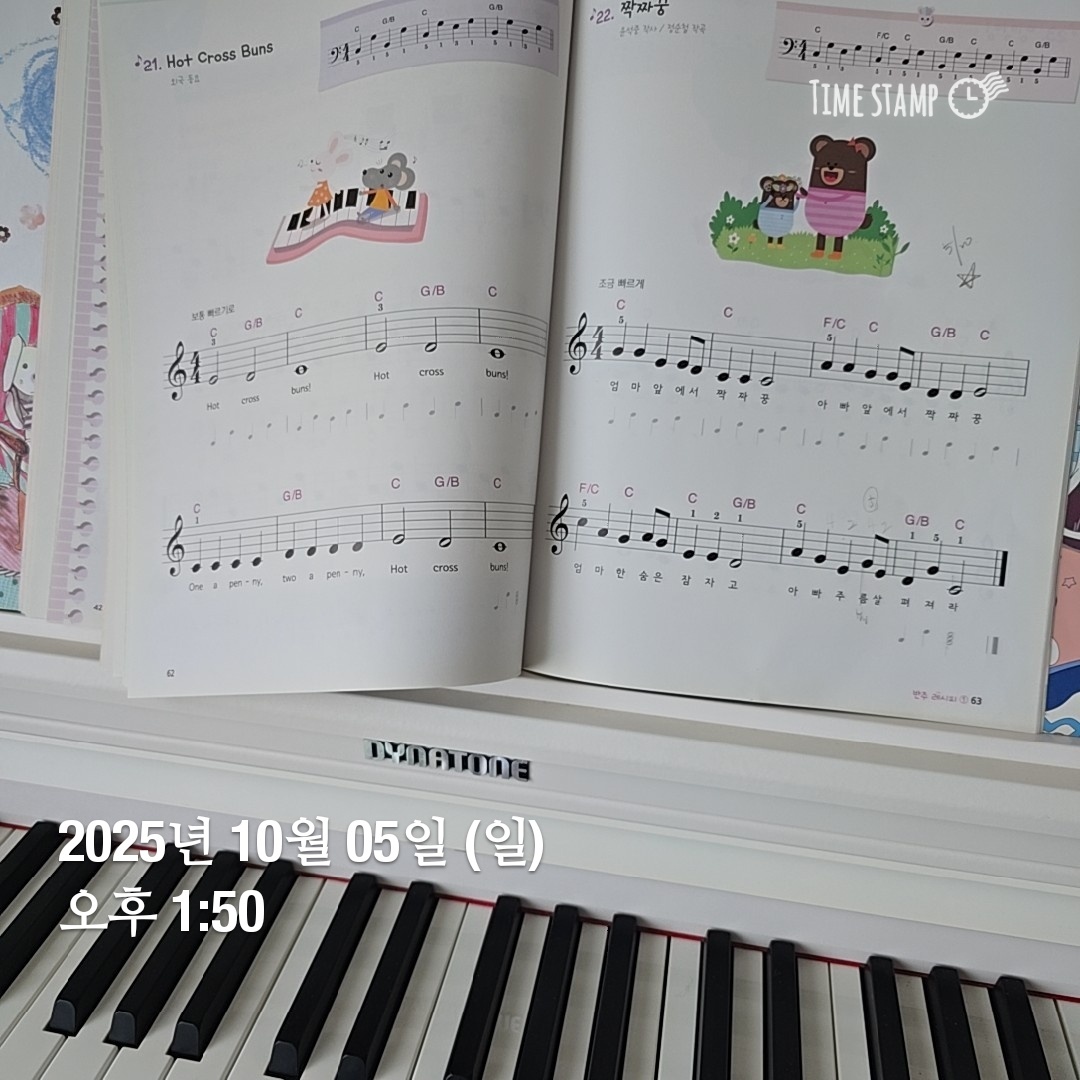 21. Hot Cross Buns
외국 동요
C G/B C G/B
보통 빠르기로
C G/B C C G/B C
3 3
Hot cross buns! Hot cross buns!
C G/B C G/B C
1
One a pen - ny, two a pen - ny, Hot cross buns!
62
42
22. 짝짜꿍
윤석중 작사 / 정순철 작곡
C F/C C G/B C C G/B
TIME STAMP
5/10
조금 빠르게
C C F/C C G/B C
5 5
엄 마 앞 에서 짝 짜 꿍 아 빠 앞 에서 짝 짜 꿍
F/C C C G/B C G/B C
5 1 2 1 5 1 5 1
5
엄 마 한 숨은 잠 자 고 아 빠 주 름살 펴 져 라
반주 레시피 ① 63
DYNATONE
2025년 10월 05일 (일)
오후 1:50